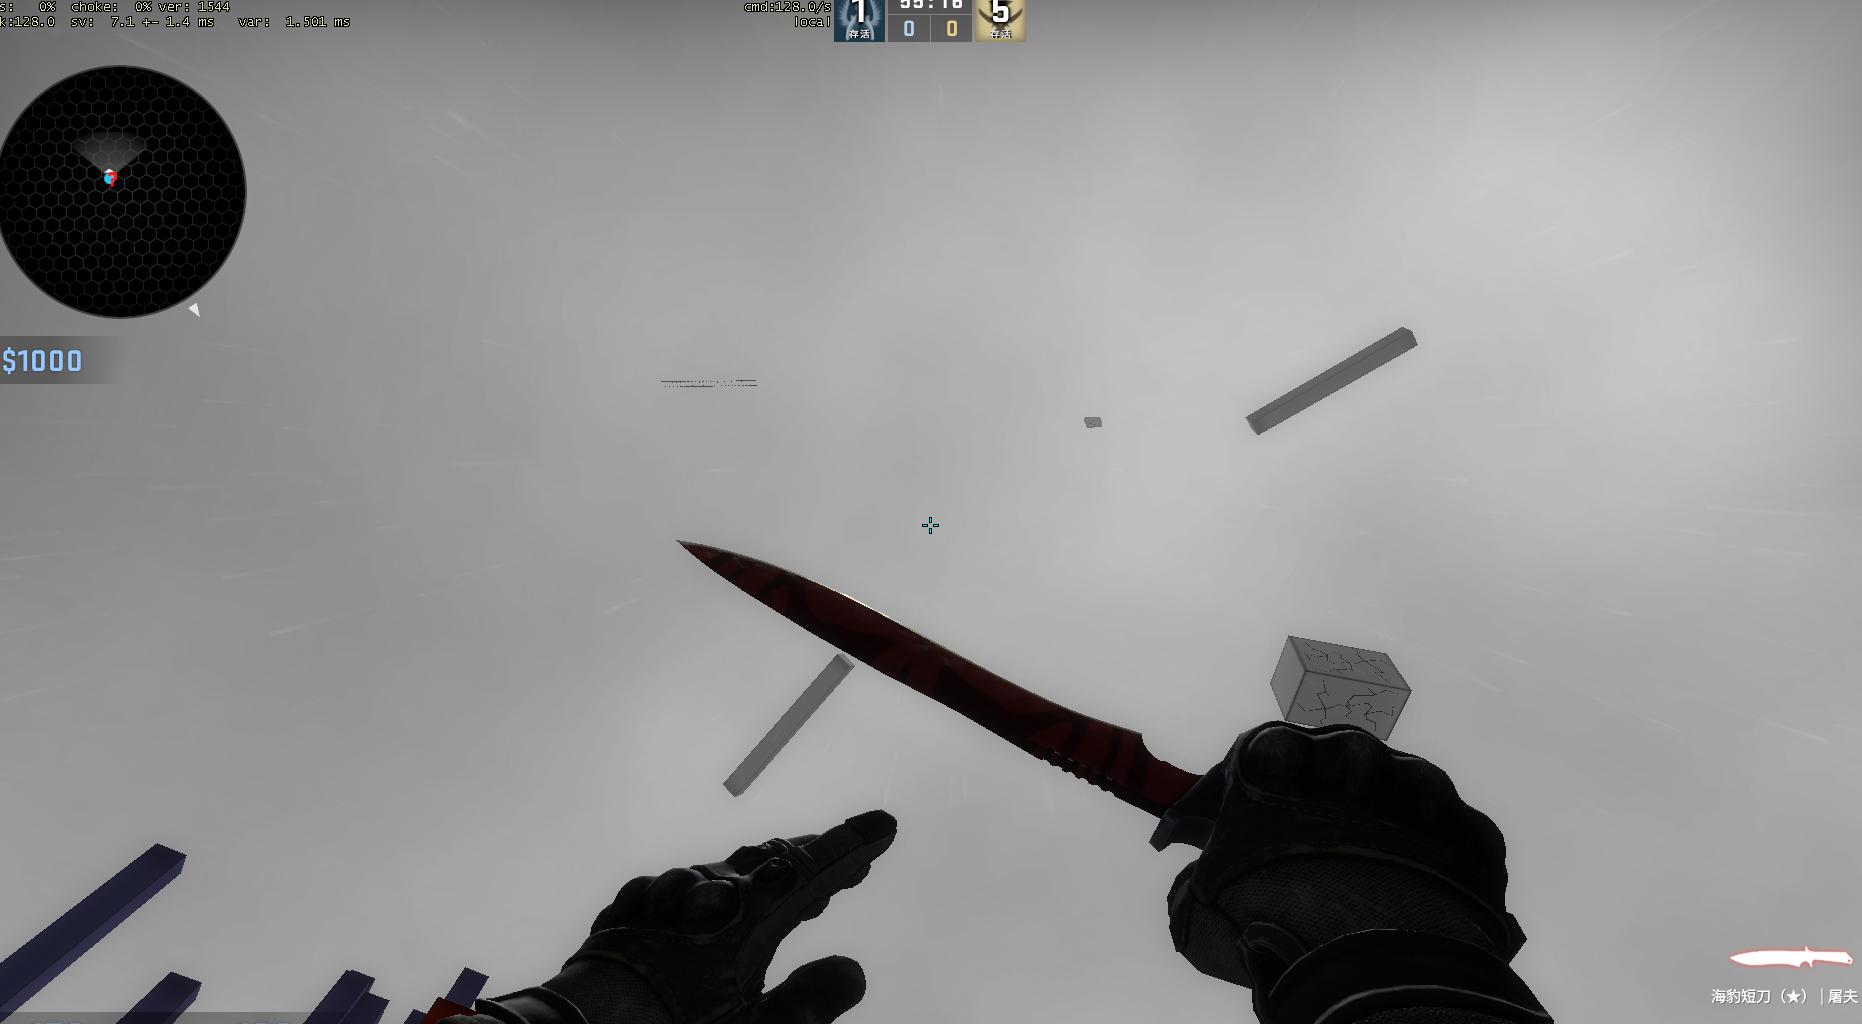 s: 0% choke: 0% ver: 1544
k:128.0 sv: 7.1 +- 1.4 ms var: 1.501 ms
cmd:128.0/s
local
1
存活
0
0
5
存活
?
$1000
海豹短刀（★） | 屠夫